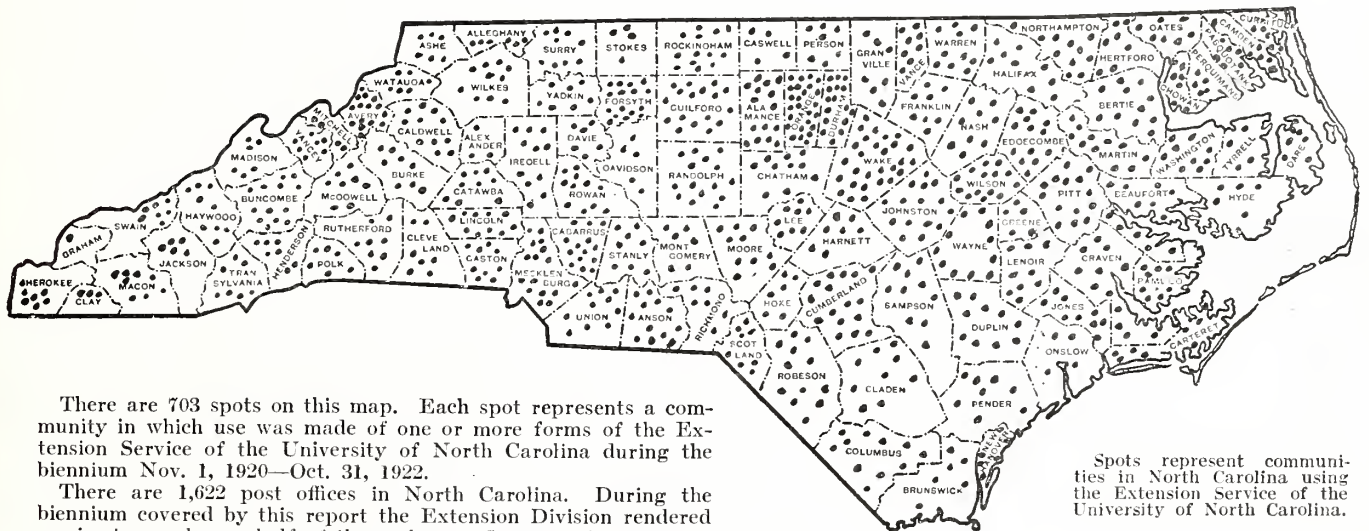 ASHE
ALLEGHANY
SURRY
STOKES
ROCKINGHAM
CASWELL
PERSON
GRAN
VILLE
VANCE
WARREN
NORTHAMPTON
HALIFAX
HERTFORD
GATES
CURRITUCK
CAMDEN
PASQUOTANK
PERQUIMANS
CHOWAN
BERTIE
WATAUGA
WILKES
YADKIN
FORSYTH
GUILFORD
ALA
MANCE
ORANGE
DURHAM
FRANKLIN
NASH
EDGECOMBE
MARTIN
WASHINGTON
TYRRELL
DARE
MITCHELL
AVERY
YANCEY
CALDWELL
ALEX
ANDER
IREDELL
DAVIE
DAVIDSON
RANDOLPH
CHATHAM
WAKE
WILSON
PITT
BEAUFORT
HYDE
MADISON
BUNCOMBE
McDOWELL
BURKE
CATAWBA
ROWAN
LINCOLN
HAYWOOD
RUTHERFORD
CLEVE
LAND
GASTON
CABARRUS
STANLY
MONT
GOMERY
MOORE
LEE
HARNETT
JOHNSTON
WAYNE
GREENE
LENOIR
CRAVEN
PAMLICO
GRAHAM
SWAIN
JACKSON
HENDERSON
POLK
TRAN
SYLVANIA
MECKLEN
BURG
CHEROKEE
CLAY
MACON
UNION
ANSON
RICHMOND
SCOT
LAND
HOKE
CUMBERLAND
SAMPSON
DUPLIN
JONES
ONSLOW
CARTERET
ROBESON
CLADEN
PENDER
NEW
HANOVER
COLUMBUS
BRUNSWICK
There are 703 spots on this map. Each spot represents a com-
munity in which use was made of one or more forms of the Ex-
tension Service of the University of North Carolina during the
biennium Nov. 1, 1920—Oct. 31, 1922.
There are 1,622 post offices in North Carolina. During the
biennium covered by this report the Extension Division rendered
Spots represent communi-
ties in North Carolina using
the Extension Service of the
University of North Carolina.